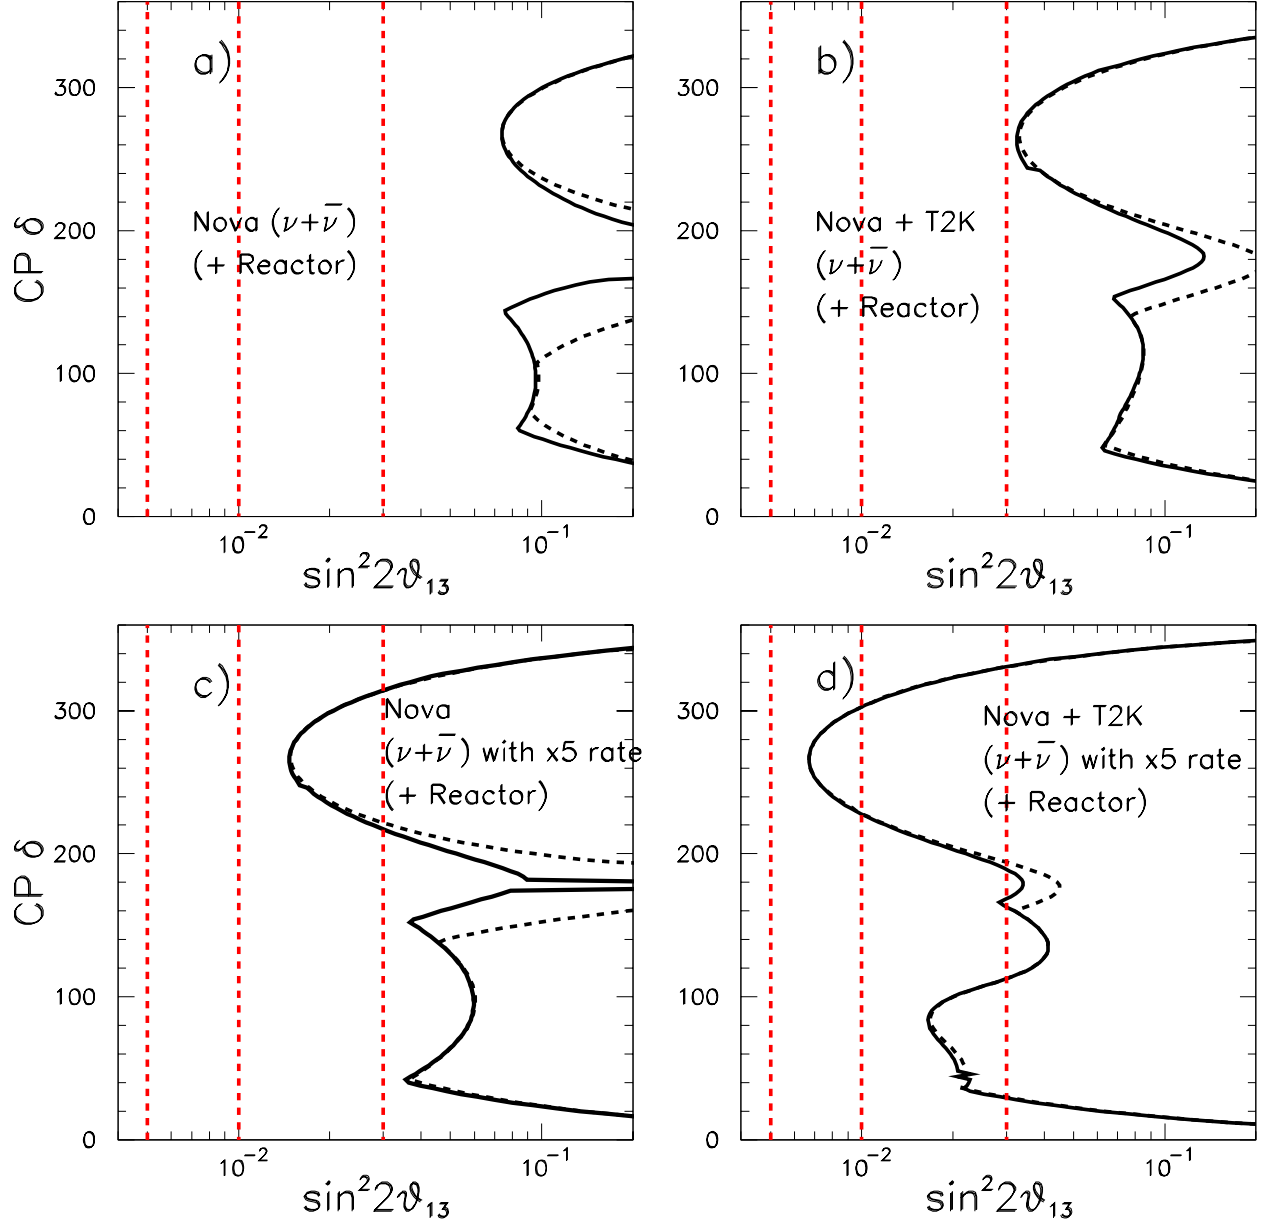 a)
300
200
100
0
CP δ
Nova (ν+ν̅)
(+ Reactor)
10⁻²
10⁻¹
sin²2ϑ₁₃
b)
300
200
100
0
Nova + T2K
(ν+ν̅)
(+ Reactor)
10⁻²
10⁻¹
sin²2ϑ₁₃
c)
300
200
100
0
CP δ
Nova
(ν+ν̅) with x5 rate
(+ Reactor)
10⁻²
10⁻¹
sin²2ϑ₁₃
d)
300
200
100
0
Nova + T2K
(ν+ν̅) with x5 rate
(+ Reactor)
10⁻²
10⁻¹
sin²2ϑ₁₃